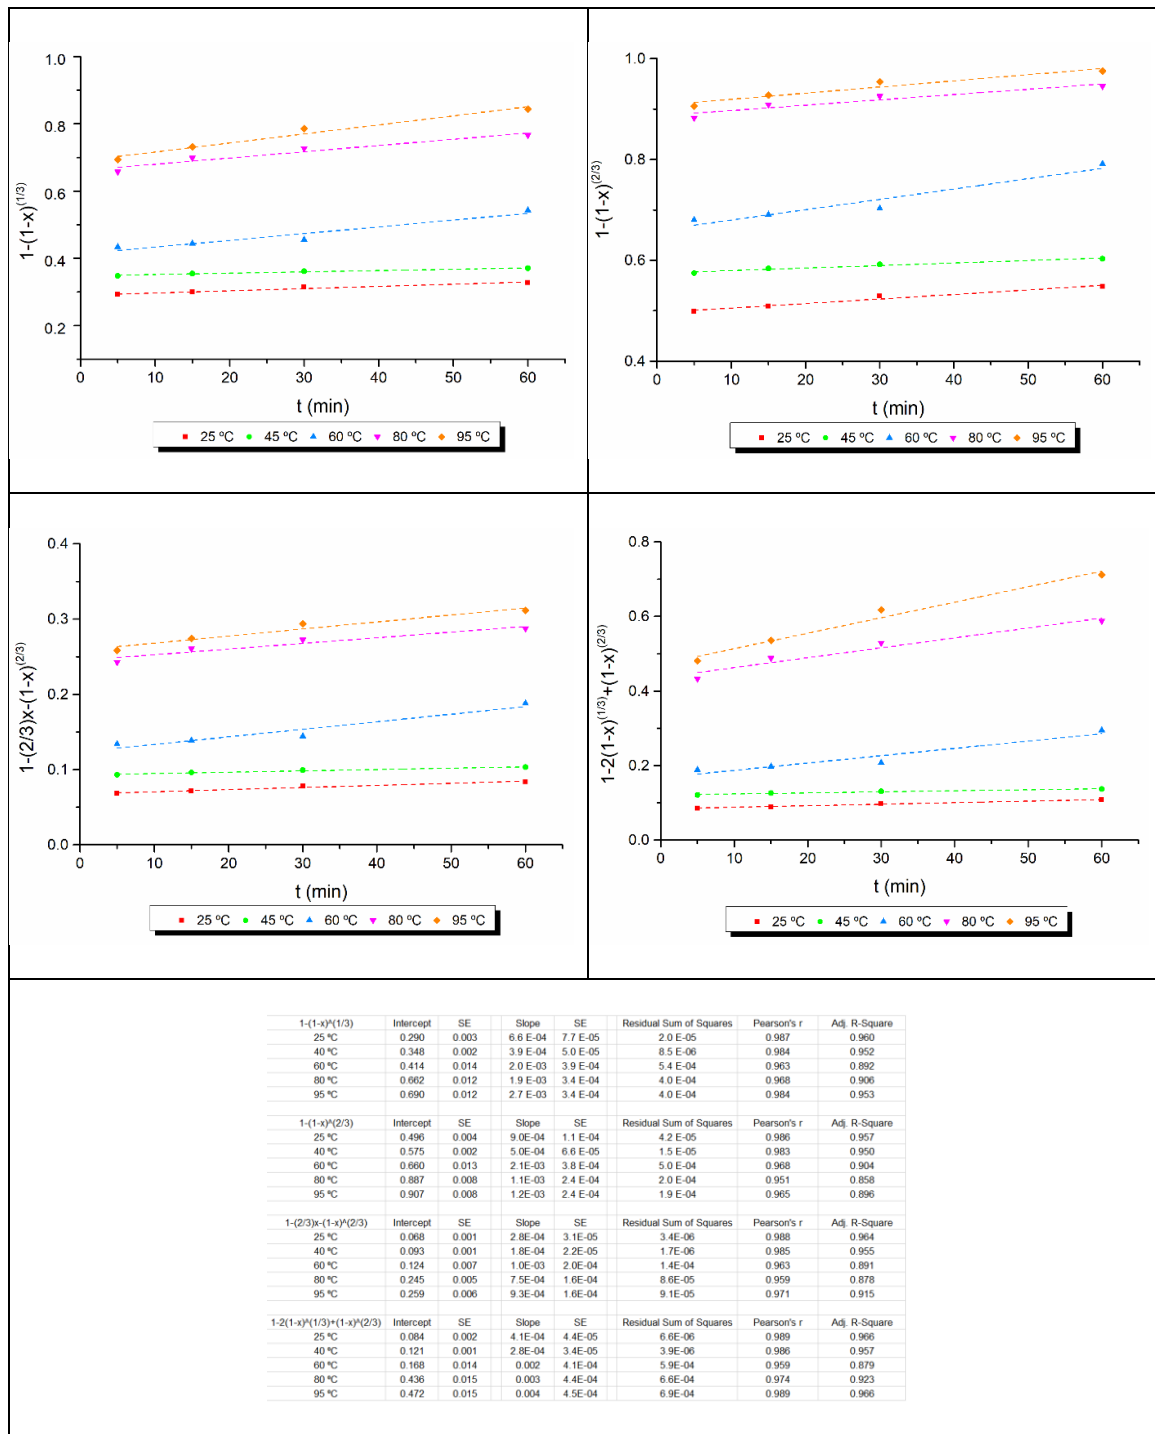 1.0
0.8
0.6
0.4
0.2
1-(1-x)^(1/3)
0 10 20 30 40 50 60
t (min)
25 ºC 45 ºC 60 ºC 80 ºC 95 ºC
1.0
0.8
0.6
0.4
1-(1-x)^(2/3)
0 10 20 30 40 50 60
t (min)
25 ºC 45 ºC 60 ºC 80 ºC 95 ºC
0.4
0.3
0.2
0.1
0.0
1-(2/3)x-(1-x)^(2/3)
0 10 20 30 40 50 60
t (min)
25 ºC 45 ºC 60 ºC 80 ºC 95 ºC
0.8
0.6
0.4
0.2
0.0
1-2(1-x)^(1/3)+(1-x)^(2/3)
0 10 20 30 40 50 60
t (min)
25 ºC 45 ºC 60 ºC 80 ºC 95 ºC
1-(1-x)^(1/3) Intercept SE Slope SE Residual Sum of Squares Pearson's r Adj. R-Square
25 ºC 0.290 0.003 6.6 E-04 7.7 E-05 2.0 E-05 0.987 0.960
40 ºC 0.348 0.002 3.9 E-04 5.0 E-05 8.5 E-06 0.984 0.952
60 ºC 0.414 0.014 2.0 E-03 3.9 E-04 5.4 E-04 0.963 0.892
80 ºC 0.662 0.012 1.9 E-03 3.4 E-04 4.0 E-04 0.968 0.906
95 ºC 0.690 0.012 2.7 E-03 3.4 E-04 4.0 E-04 0.984 0.953
1-(1-x)^(2/3) Intercept SE Slope SE Residual Sum of Squares Pearson's r Adj. R-Square
25 ºC 0.496 0.004 9.0E-04 1.1 E-04 4.2 E-05 0.986 0.957
40 ºC 0.575 0.002 5.0E-04 6.6 E-05 1.5 E-05 0.983 0.950
60 ºC 0.660 0.013 2.1E-03 3.8 E-04 5.0 E-04 0.968 0.904
80 ºC 0.887 0.008 1.1E-03 2.4 E-04 2.0 E-04 0.951 0.858
95 ºC 0.907 0.008 1.2E-03 2.4 E-04 1.9 E-04 0.965 0.896
1-(2/3)x-(1-x)^(2/3) Intercept SE Slope SE Residual Sum of Squares Pearson's r Adj. R-Square
25 ºC 0.068 0.001 2.8E-04 3.1E-05 3.4E-06 0.988 0.964
40 ºC 0.093 0.001 1.8E-04 2.2E-05 1.7E-06 0.985 0.955
60 ºC 0.124 0.007 1.0E-03 2.0E-04 1.4E-04 0.963 0.891
80 ºC 0.245 0.005 7.5E-04 1.6E-04 8.6E-05 0.959 0.878
95 ºC 0.259 0.006 9.3E-04 1.6E-04 9.1E-05 0.971 0.915
1-2(1-x)^(1/3)+(1-x)^(2/3) Intercept SE Slope SE Residual Sum of Squares Pearson's r Adj. R-Square
25 ºC 0.084 0.002 4.1E-04 4.4E-05 6.6E-06 0.989 0.966
40 ºC 0.121 0.001 2.8E-04 3.4E-05 3.9E-06 0.986 0.957
60 ºC 0.168 0.014 0.002 4.1E-04 5.9E-04 0.959 0.879
80 ºC 0.436 0.015 0.003 4.4E-04 6.6E-04 0.974 0.923
95 ºC 0.472 0.015 0.004 4.5E-04 6.9E-04 0.989 0.966